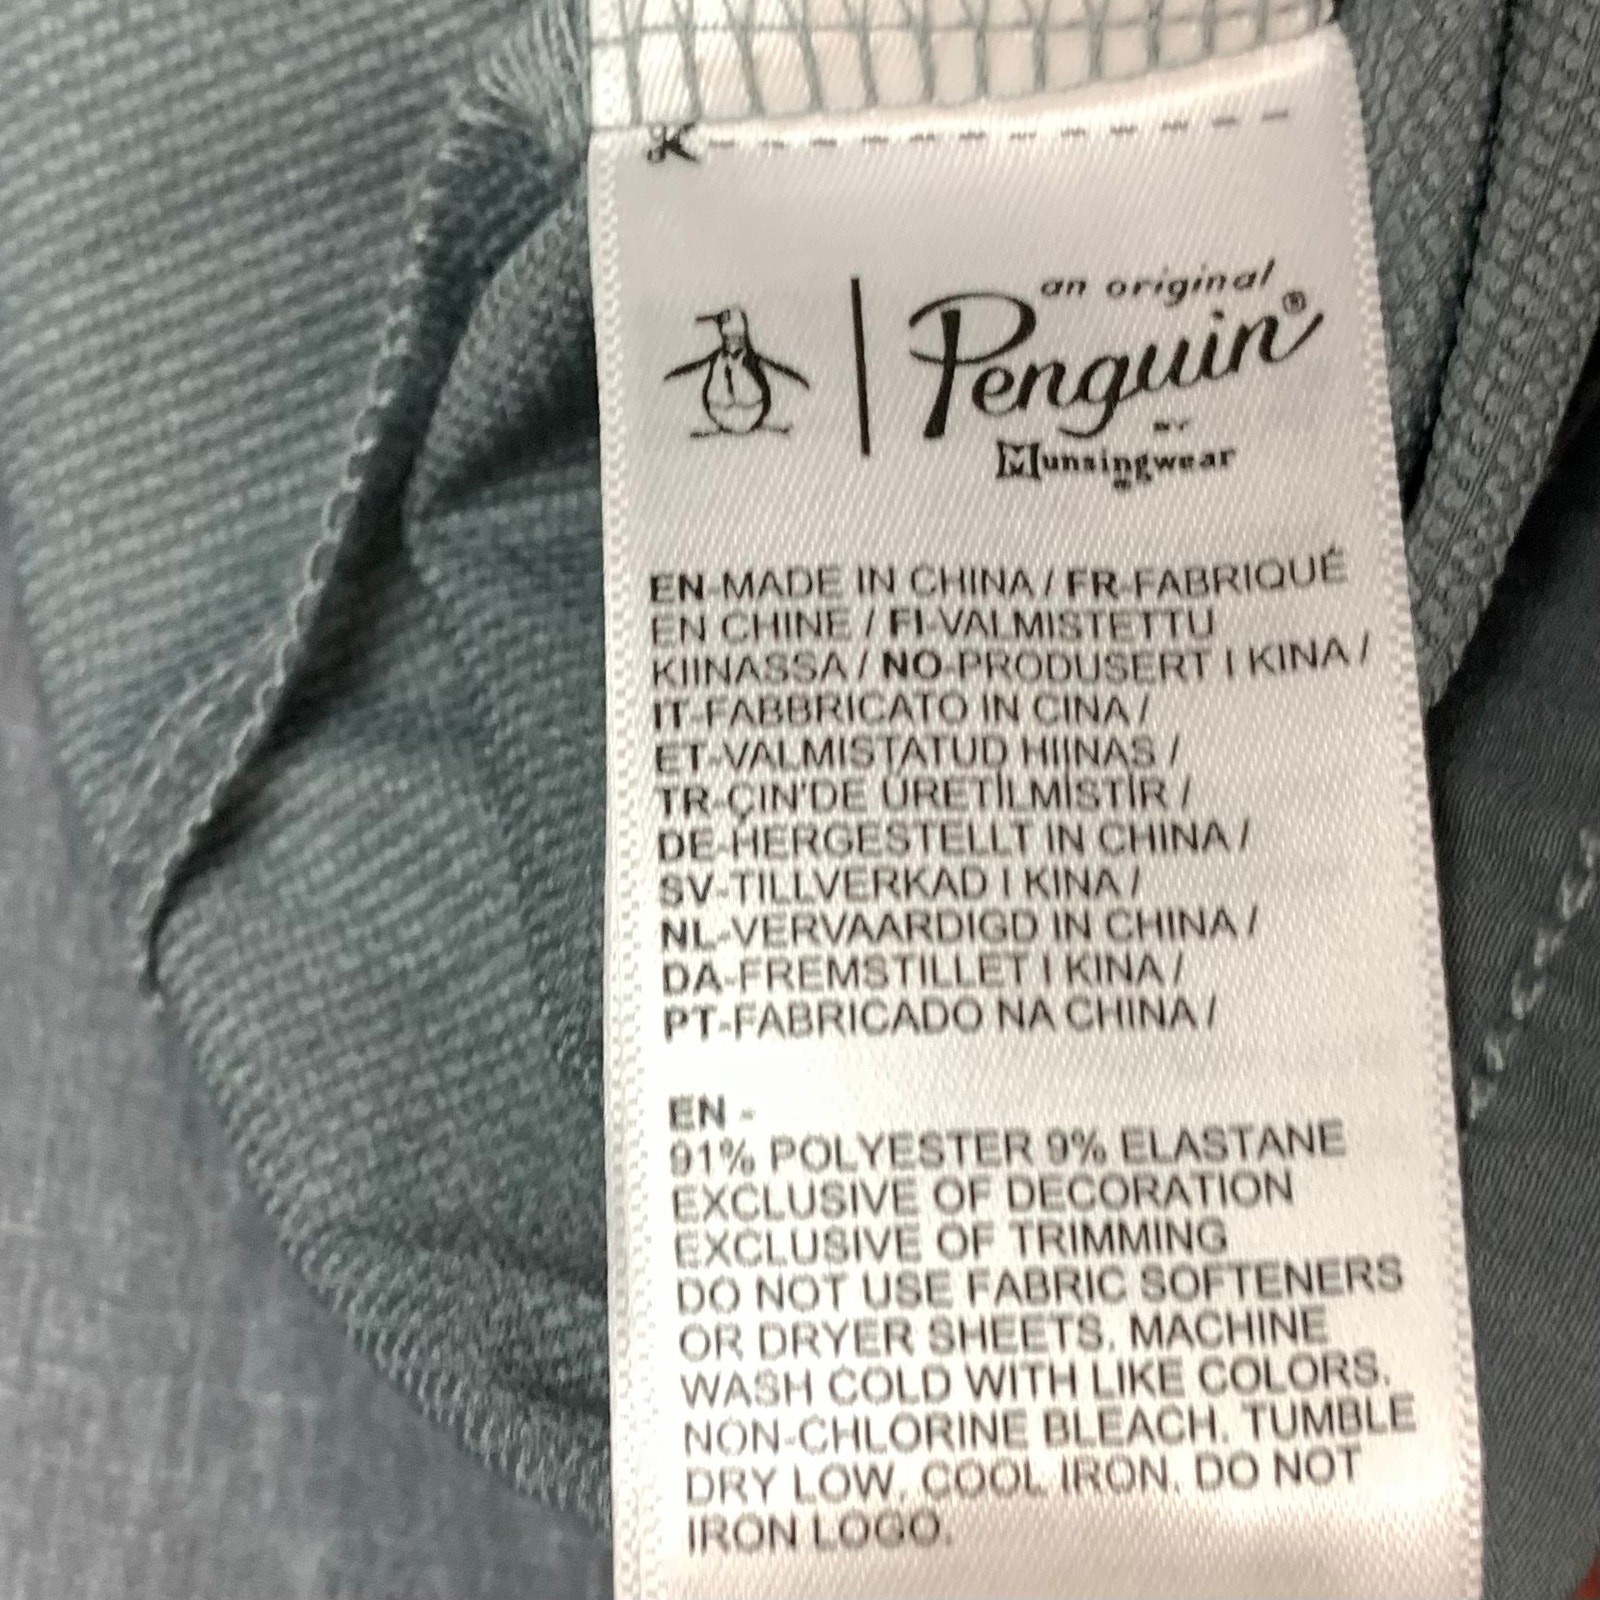 an original
Penguin®
BY
Munsingwear
EN-MADE IN CHINA / FR-FABRIQUÉ
EN CHINE / FI-VALMISTETTU
KIINASSA / NO-PRODUSERT I KINA /
IT-FABBRICATO IN CINA /
ET-VALMISTATUD HIINAS /
TR-ÇIN'DE ÜRETİLMİSTİR /
DE-HERGESTELLT IN CHINA /
SV-TILLVERKAD I KINA /
NL-VERVAARDIGD IN CHINA /
DA-FREMSTILLET I KINA /
PT-FABRICADO NA CHINA /
EN -
91% POLYESTER 9% ELASTANE
EXCLUSIVE OF DECORATION
EXCLUSIVE OF TRIMMING
DO NOT USE FABRIC SOFTENERS
OR DRYER SHEETS. MACHINE
WASH COLD WITH LIKE COLORS.
NON-CHLORINE BLEACH. TUMBLE
DRY LOW. COOL IRON. DO NOT
IRON LOGO.